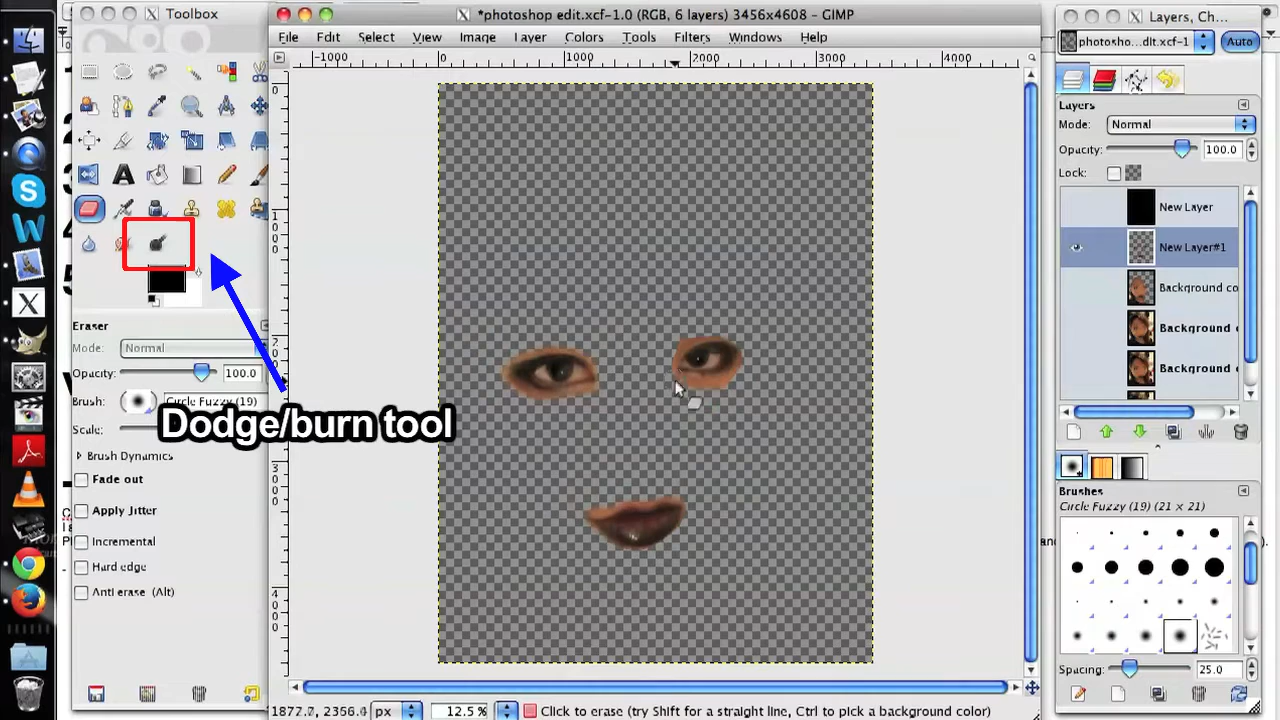 Toolbox
*photoshop edit.xcf-1.0 (RGB, 6 layers) 3456x4608 – GIMP
Layers, Ch...
File Edit Select View Image Layer Colors Tools Filters Windows Help
photosho...dit.xcf-1 Auto
-1000 0 1000 2000 3000 4000
0
1000
2000
3000
4000
Layers
Mode: Normal
Opacity: 100.0
Lock:
New Layer
New Layer#1
Background co
Background
Background
Eraser
Mode: Normal
Opacity: 100.0
Brush: Circle Fuzzy (19)
Scale:
Dodge/burn tool
Brush Dynamics
Fade out
Apply Jitter
Incremental
Hard edge
Anti erase (Alt)
Brushes
Circle Fuzzy (19) (21 × 21)
Spacing: 25.0
px 12.5 % Click to erase (try Shift for a straight line, Ctrl to pick a background color)